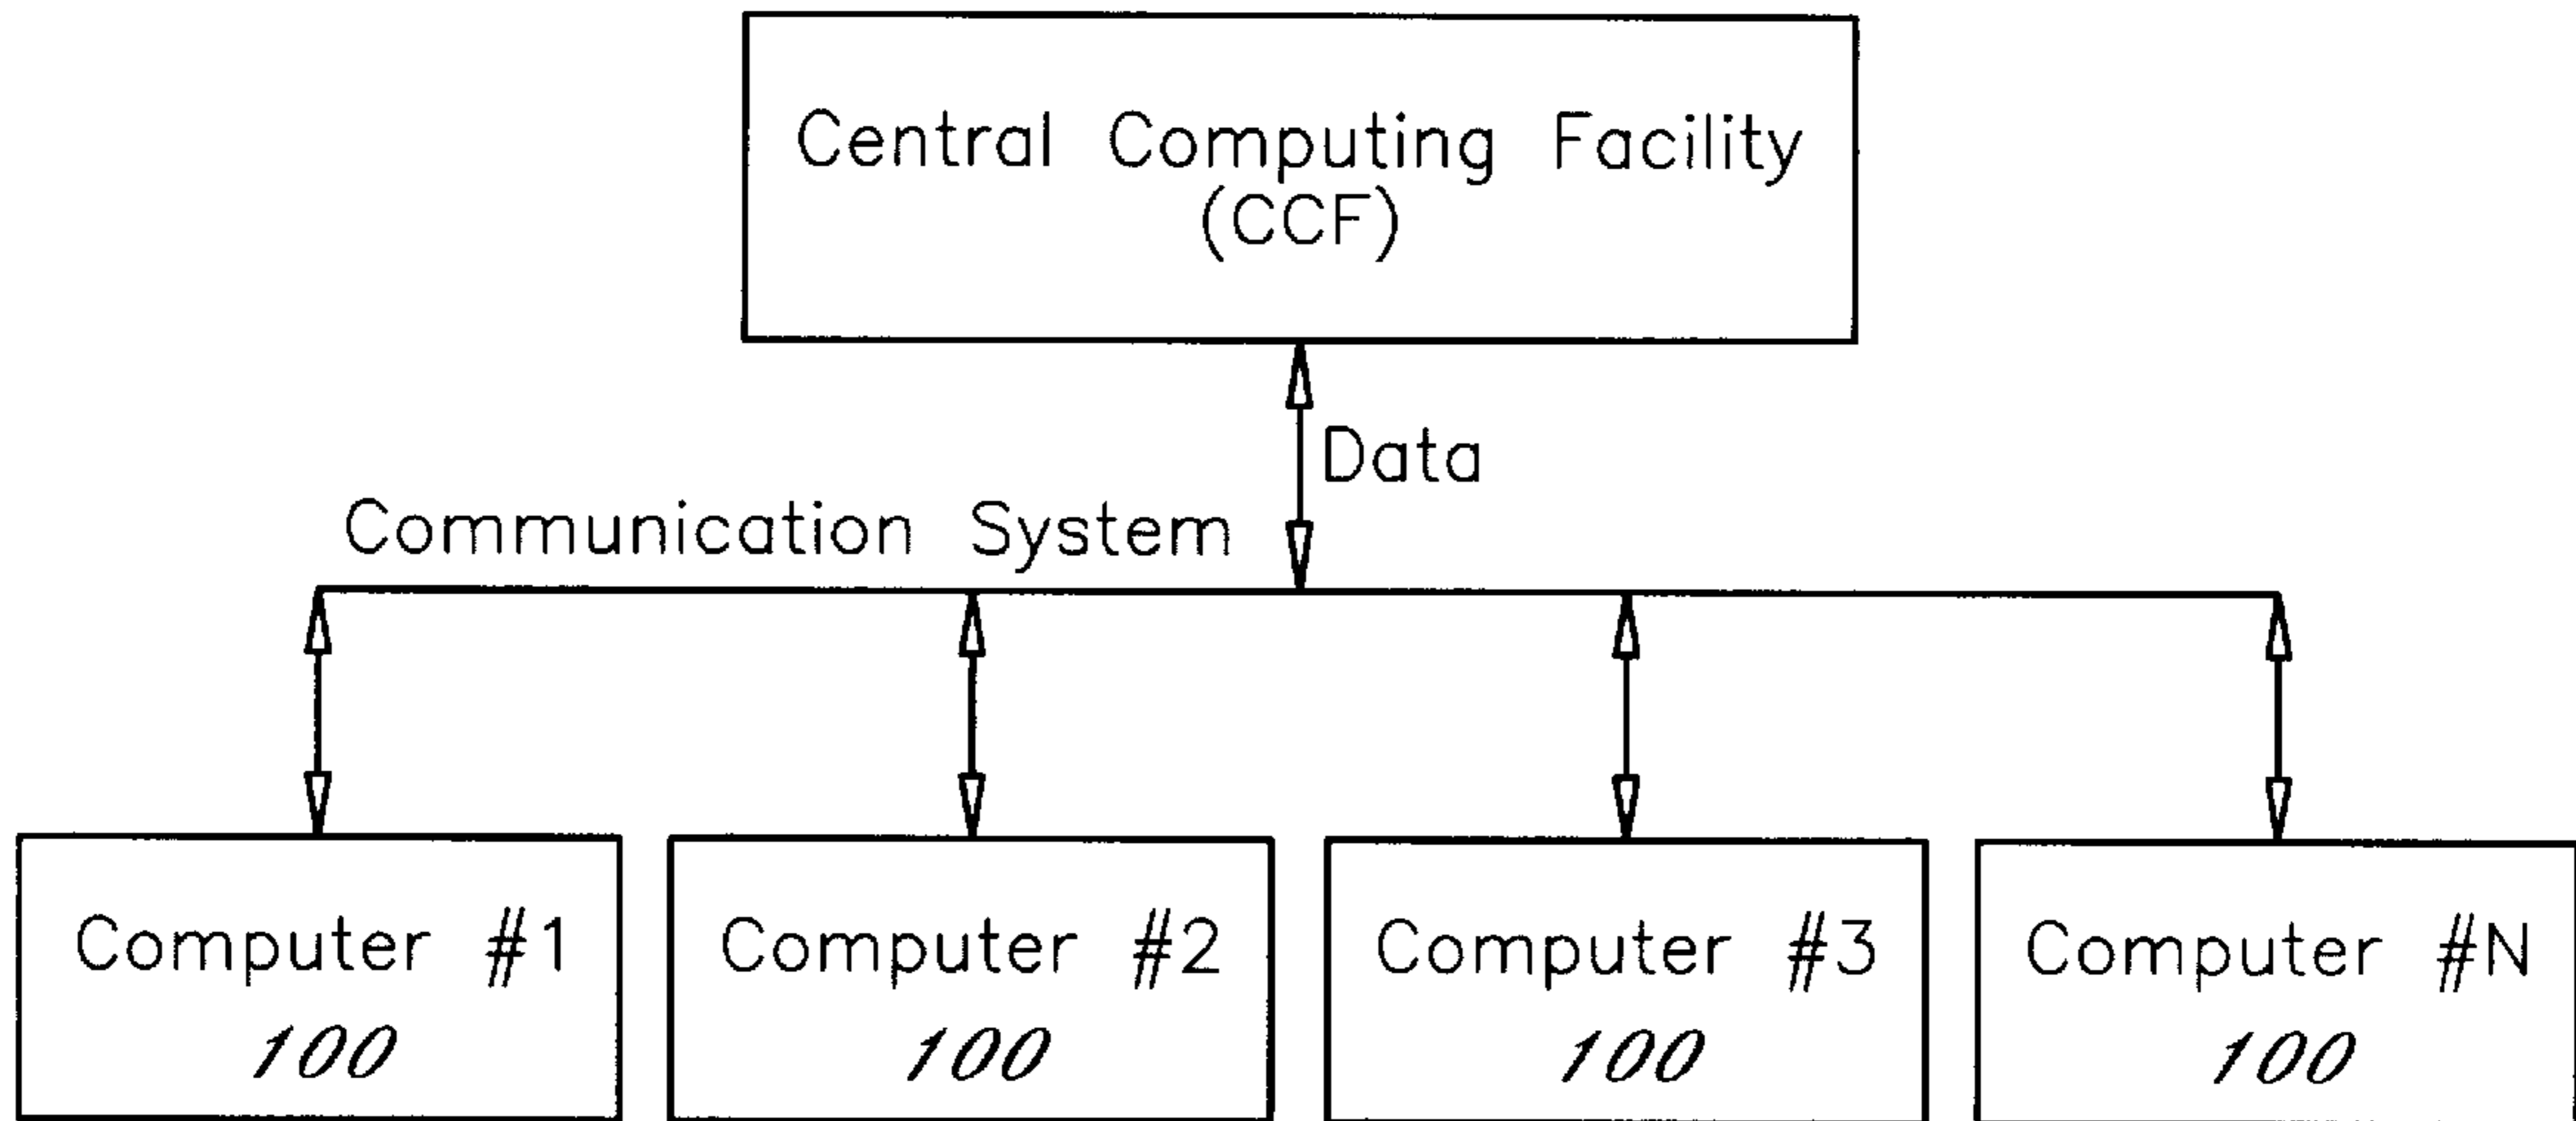 Central Computing Facility
(CCF)
Data
Communication System
Computer #1
100
Computer #2
100
Computer #3
100
Computer #N
100